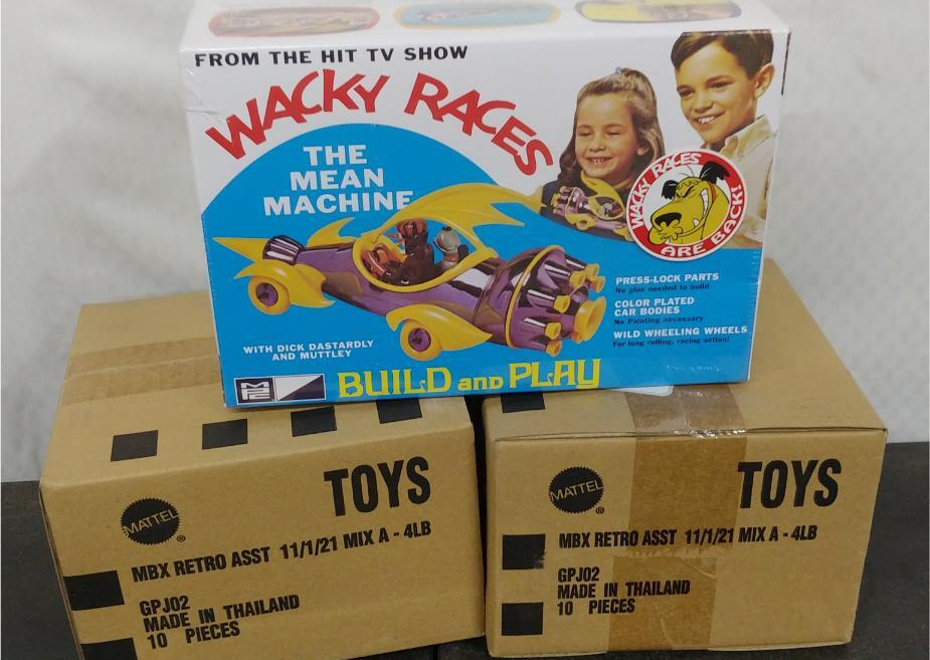 FROM THE HIT TV SHOW
WACKY RACES
THE
MEAN
MACHINE
WACKY RACES
ARE BACK!
PRESS-LOCK PARTS
No glue needed to build
COLOR PLATED
CAR BODIES
No Painting necessary
WILD WHEELING WHEELS
For long rolling, racing action!
WITH DICK DASTARDLY
AND MUTTLEY
MPC
BUILD and PLAY
TOYS
MATTEL
®
MBX RETRO ASST 11/1/21 MIX A - 4LB
GPJ02
MADE IN THAILAND
10 PIECES
TOYS
MATTEL
®
MBX RETRO ASST 11/1/21 MIX A - 4LB
GPJ02
MADE IN THAILAND
10 PIECES